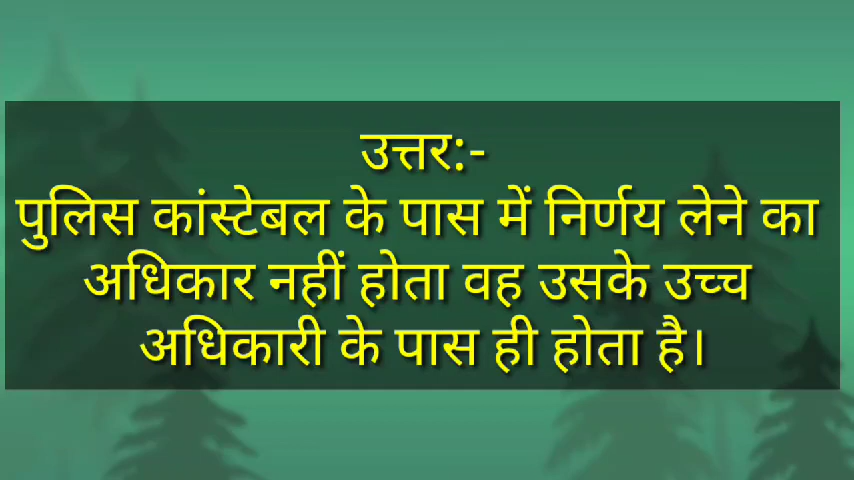 उत्तर:-
पुलिस कांस्टेबल के पास में निर्णय लेने का
अधिकार नहीं होता वह उसके उच्च
अधिकारी के पास ही होता है।